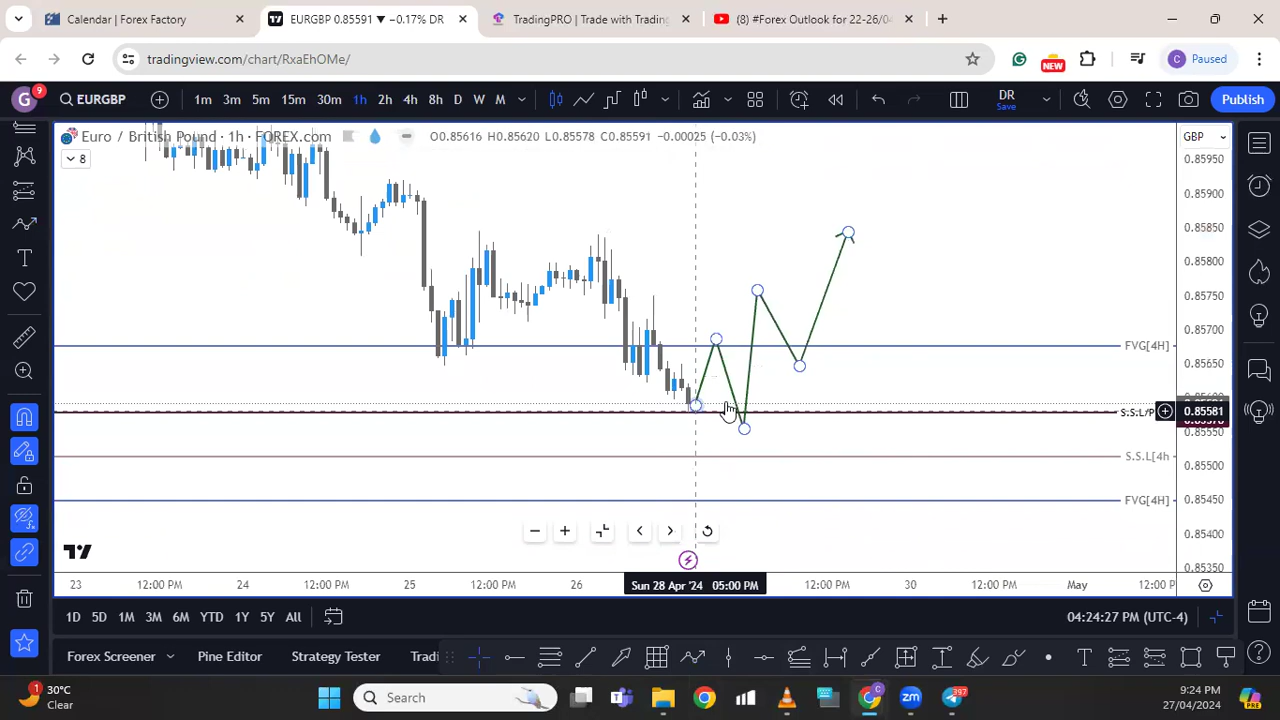 Calendar | Forex Factory
EURGBP 0.85591 ▼ −0.17% DR
TradingPRO | Trade with Trading
(8) #Forex Outlook for 22-26/04
tradingview.com/chart/RxaEhOMe/
NEW
C Paused
G 9
EURGBP
1m 3m 5m 15m 30m 1h 2h 4h 8h D W M
DR
Save
Publish
Euro / British Pound · 1h · FOREX.com
O0.85616 H0.85620 L0.85578 C0.85591 −0.00025 (−0.03%)
GBP
8
0.85950
0.85900
0.85850
0.85800
0.85750
0.85700
FVG[4H]
0.85650
S.S.L/P
0.85581
0.85550
S.S.L[4h
0.85500
FVG[4H]
0.85450
0.85400
0.85350
23 12:00 PM 24 12:00 PM 25 12:00 PM 26 Sun 28 Apr '24 05:00 PM 12:00 PM 30 12:00 PM May 12:00 P
1D 5D 1M 3M 6M YTD 1Y 5Y All
04:24:27 PM (UTC-4)
Forex Screener
Pine Editor
Strategy Tester
Tradi
1
30°C
Clear
Search
397
9:24 PM
27/04/2024
PRE